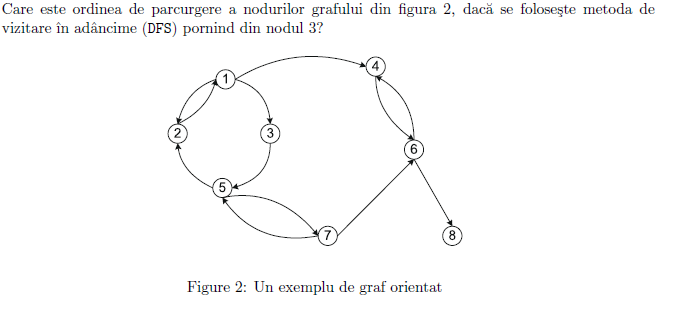 Care este ordinea de parcurgere a nodurilor grafului din figura 2, dacă se folosește metoda de
vizitare în adâncime (DFS) pornind din nodul 3?
4
1
2
3
6
5
7
8
Figure 2: Un exemplu de graf orientat